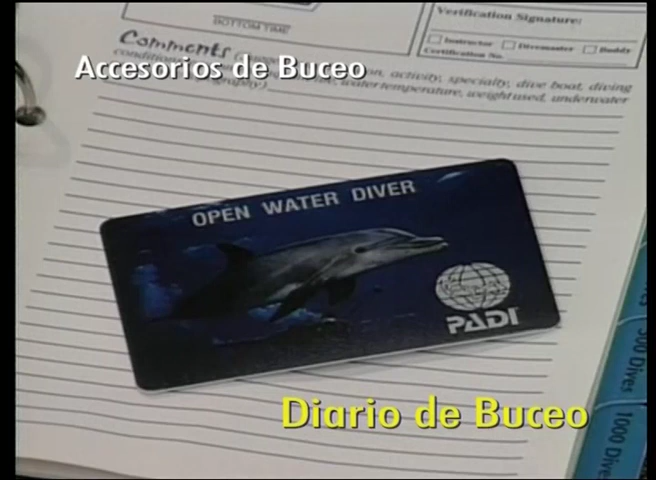 BOTTOM TIME
Verification Signature:
Instructor Divemaster Buddy
Certification No.
Comments
Accesorios de Buceo
activity, specialty, dive boat, diving
water temperature, weight used, underwater
OPEN WATER DIVER
PADI
Diario de Buceo
500 Dives
1000 Dives